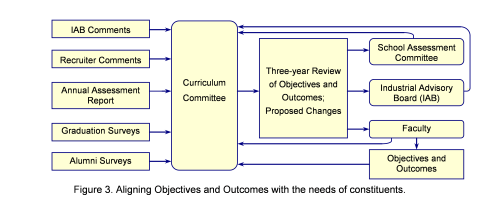 IAB Comments
Recruiter Comments
Annual Assessment
Report
Graduation Surveys
Alumni Surveys
Curriculum
Committee
Three-year Review
of Objectives and
Outcomes;
Proposed Changes
School Assessment
Committee
Industrial Advisory
Board (IAB)
Faculty
Objectives and
Outcomes
Figure 3. Aligning Objectives and Outcomes with the needs of constituents.